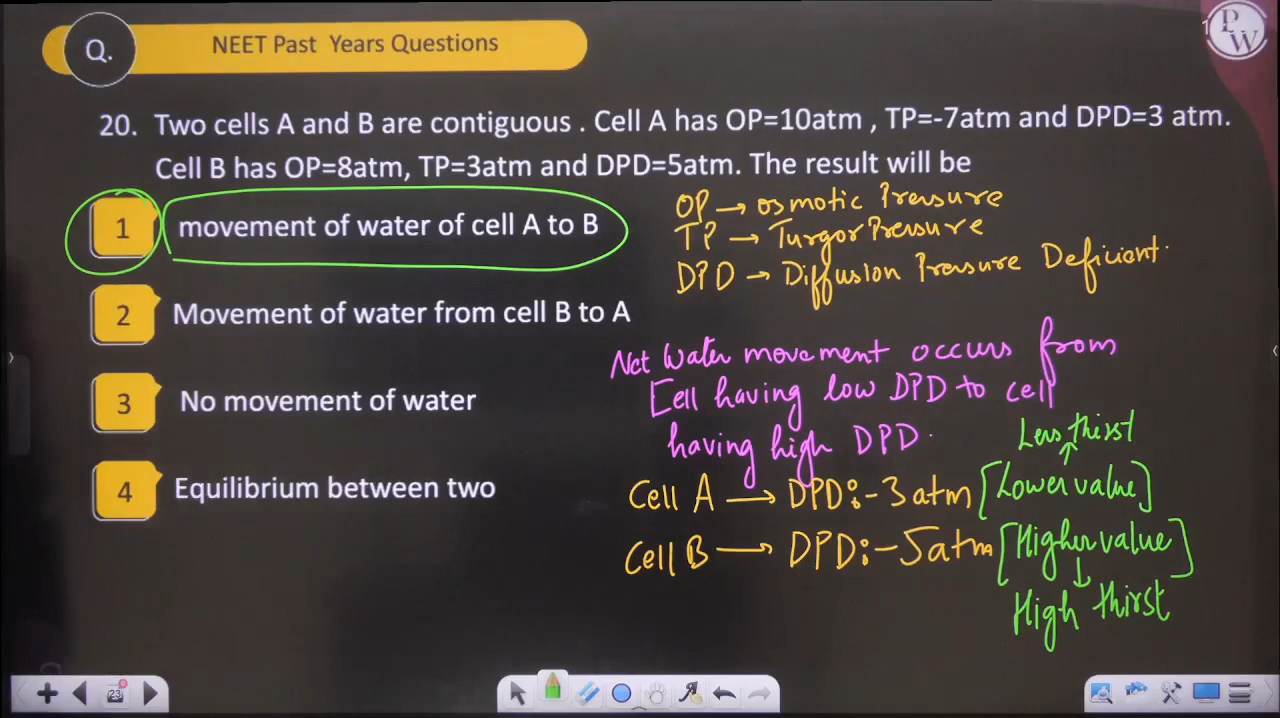 Q.
NEET Past Years Questions
PW
20. Two cells A and B are contiguous . Cell A has OP=10atm , TP=-7atm and DPD=3 atm.
Cell B has OP=8atm, TP=3atm and DPD=5atm. The result will be
1 movement of water of cell A to B
2 Movement of water from cell B to A
3 No movement of water
4 Equilibrium between two
OP → osmotic Pressure
TP → Turgor Pressure
DPD → Diffusion Pressure Deficient.
Net Water movement occurs from
Cell having low DPD to cell
having high DPD.
Less thirst
Cell A → DPD:-3atm [Lower value]
Cell B → DPD:-5atm [Higher value]
High thirst
23